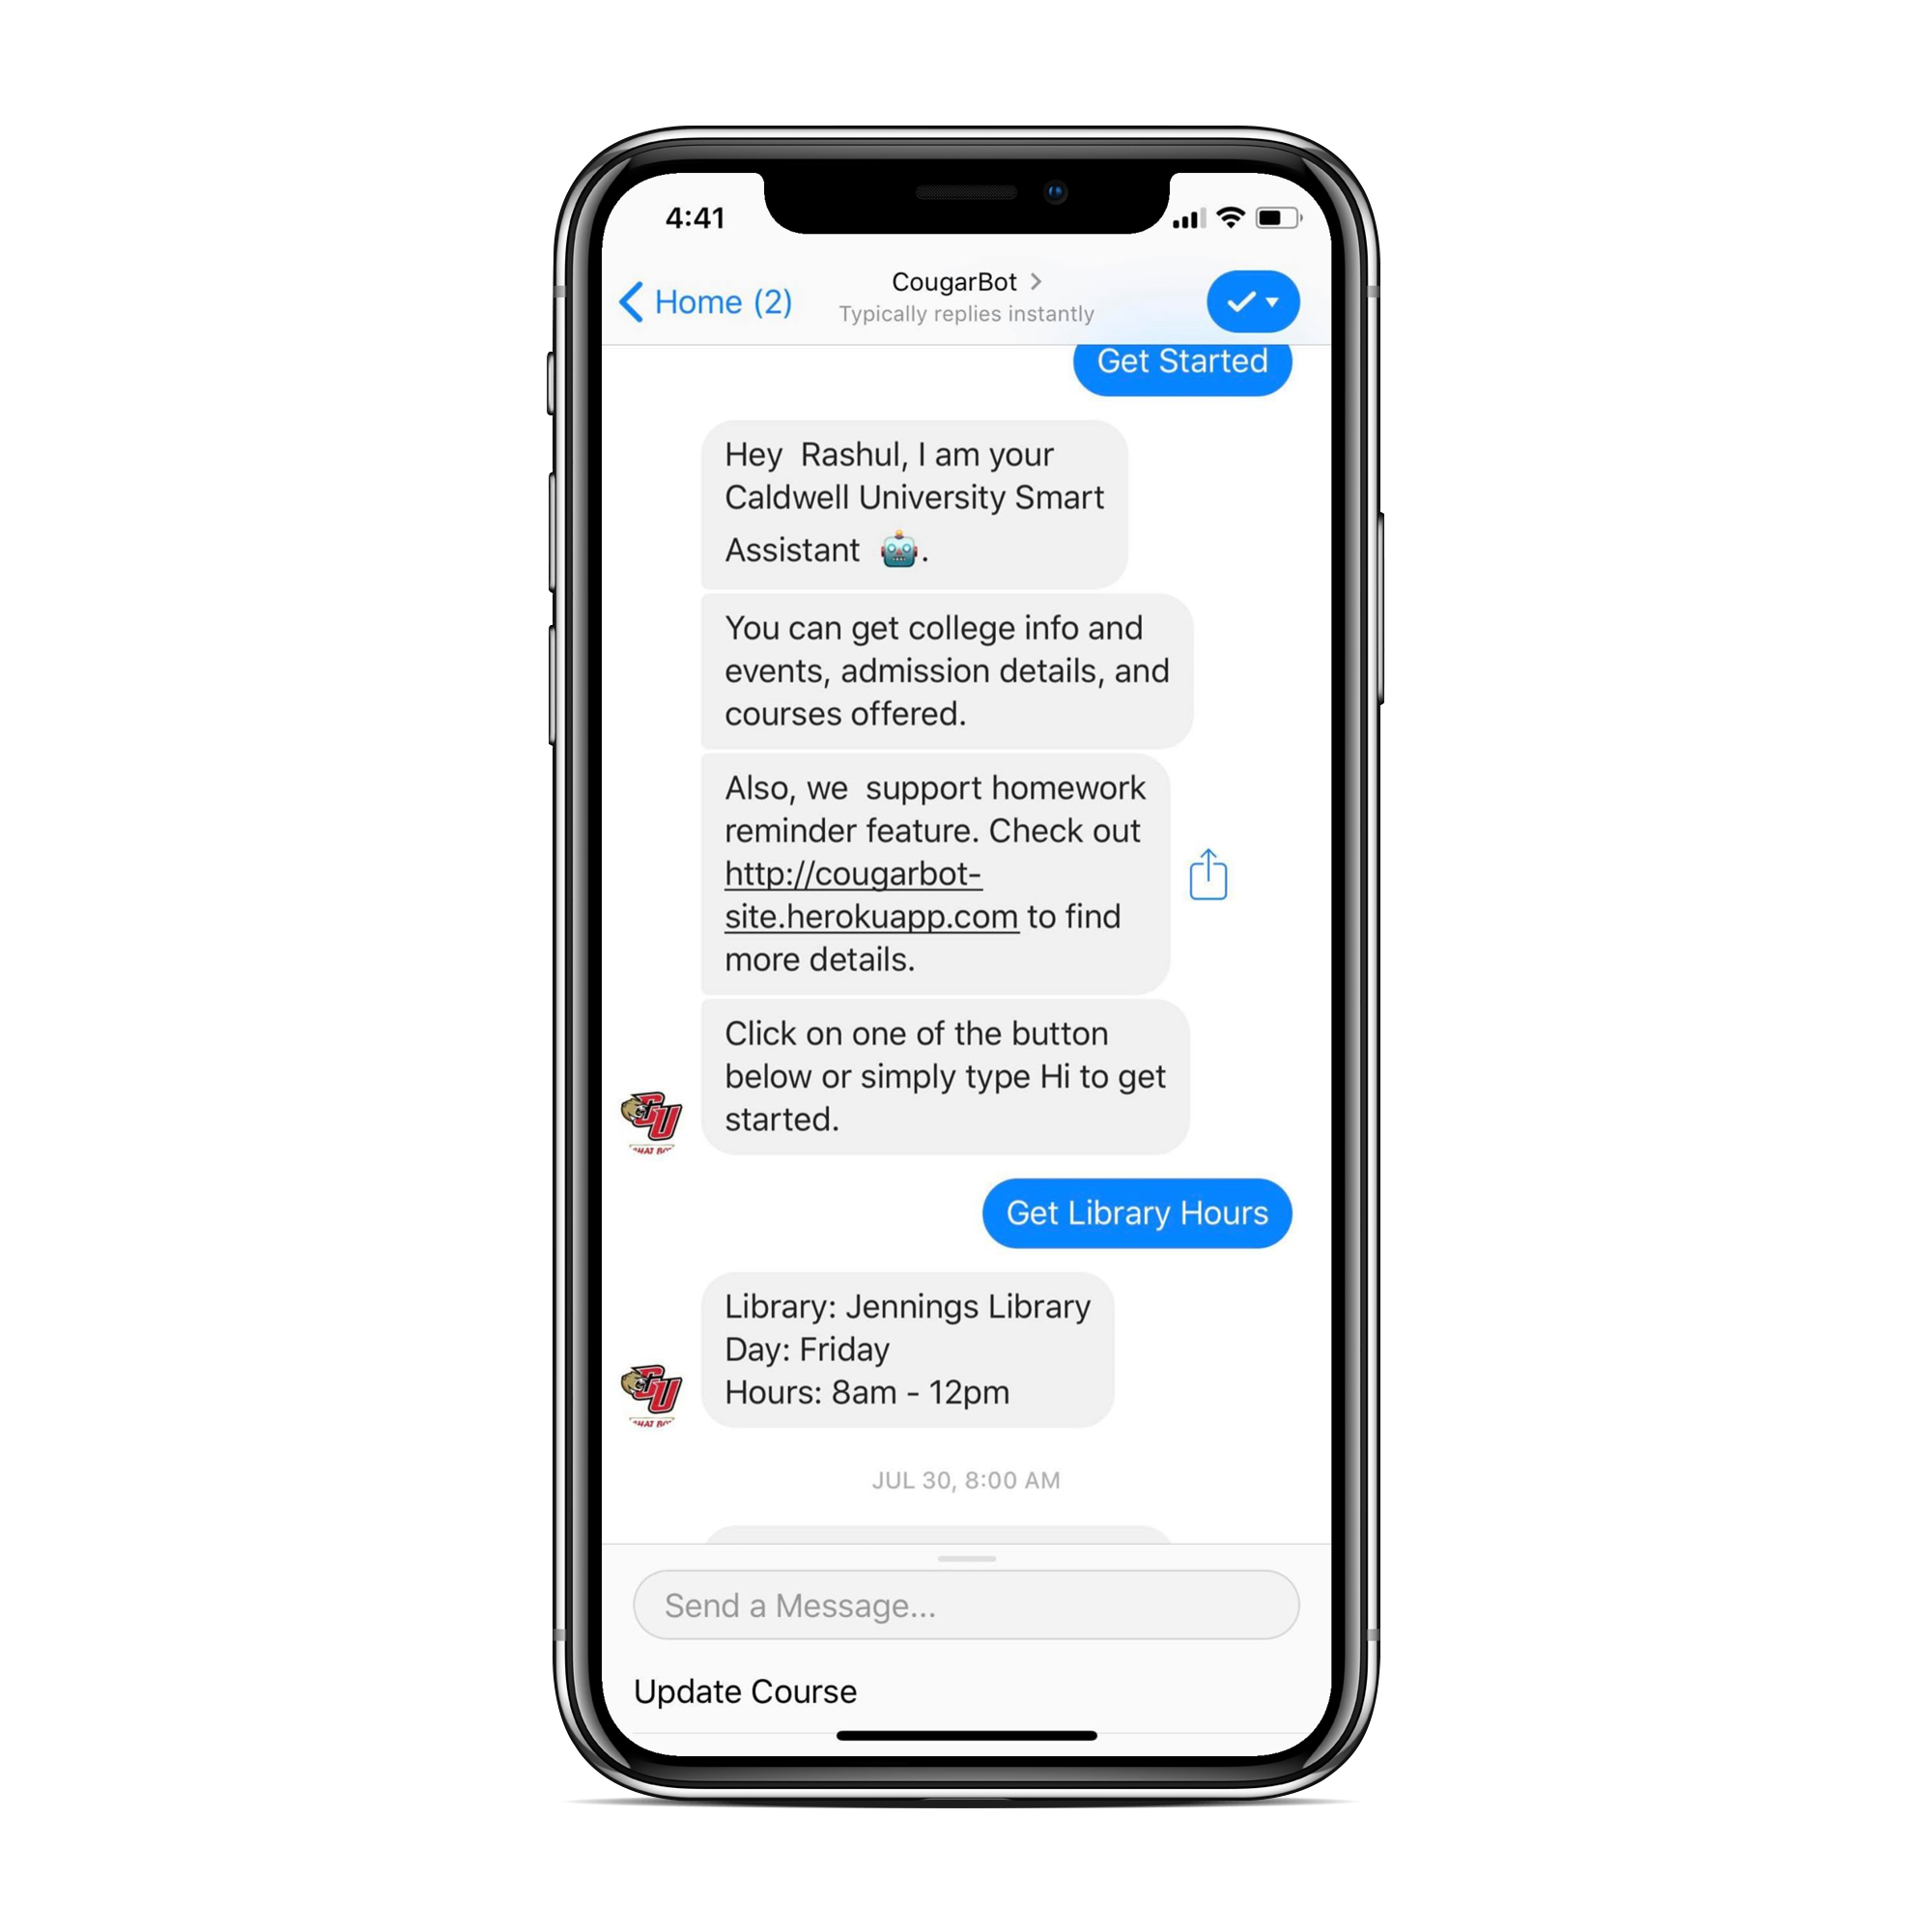 4:41
Home (2)
CougarBot
Typically replies instantly
Get Started
Hey  Rashul, I am your
Caldwell University Smart
Assistant 🤖.
You can get college info and
events, admission details, and
courses offered.
Also, we  support homework
reminder feature. Check out
http://cougarbot-
site.herokuapp.com to find
more details.
Click on one of the button
below or simply type Hi to get
started.
CU
Get Library Hours
Library: Jennings Library
Day: Friday
Hours: 8am - 12pm
CU
JUL 30, 8:00 AM
Send a Message...
Update Course